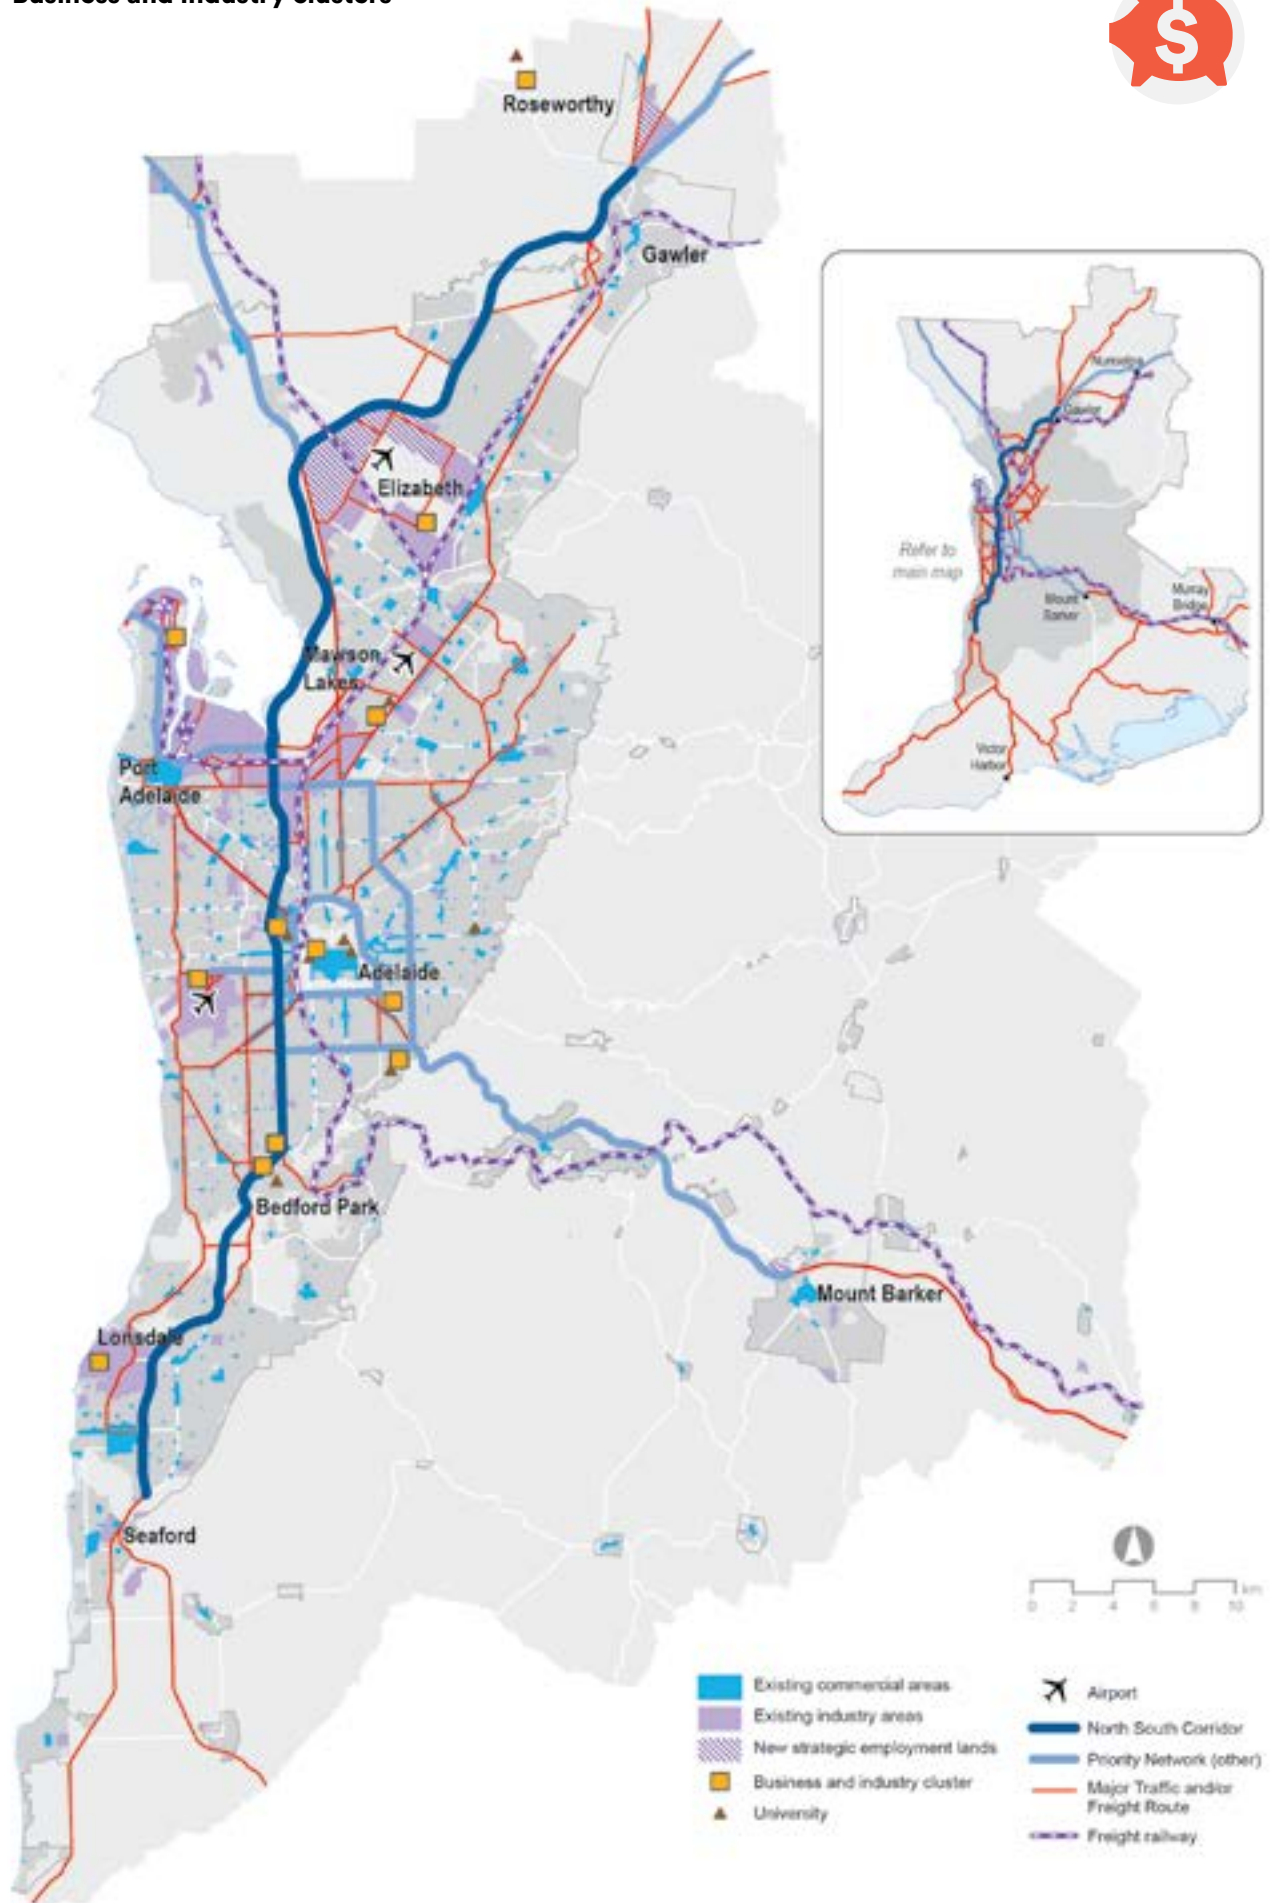 Business and industry clusters
$
Roseworthy
Gawler
Elizabeth
Mawson
Lakes
Port
Adelaide
Adelaide
Bedford Park
Mount Barker
Lonsdale
Seaford
Nuriootpa
Gawler
Refer to
main map
Mount
Barker
Murray
Bridge
Victor
Harbor
km
0 2 4 6 8 10
Existing commercial areas
Existing industry areas
New strategic employment lands
Business and industry cluster
University
Airport
North South Corridor
Priority Network (other)
Major Traffic and/or
Freight Route
Freight railway